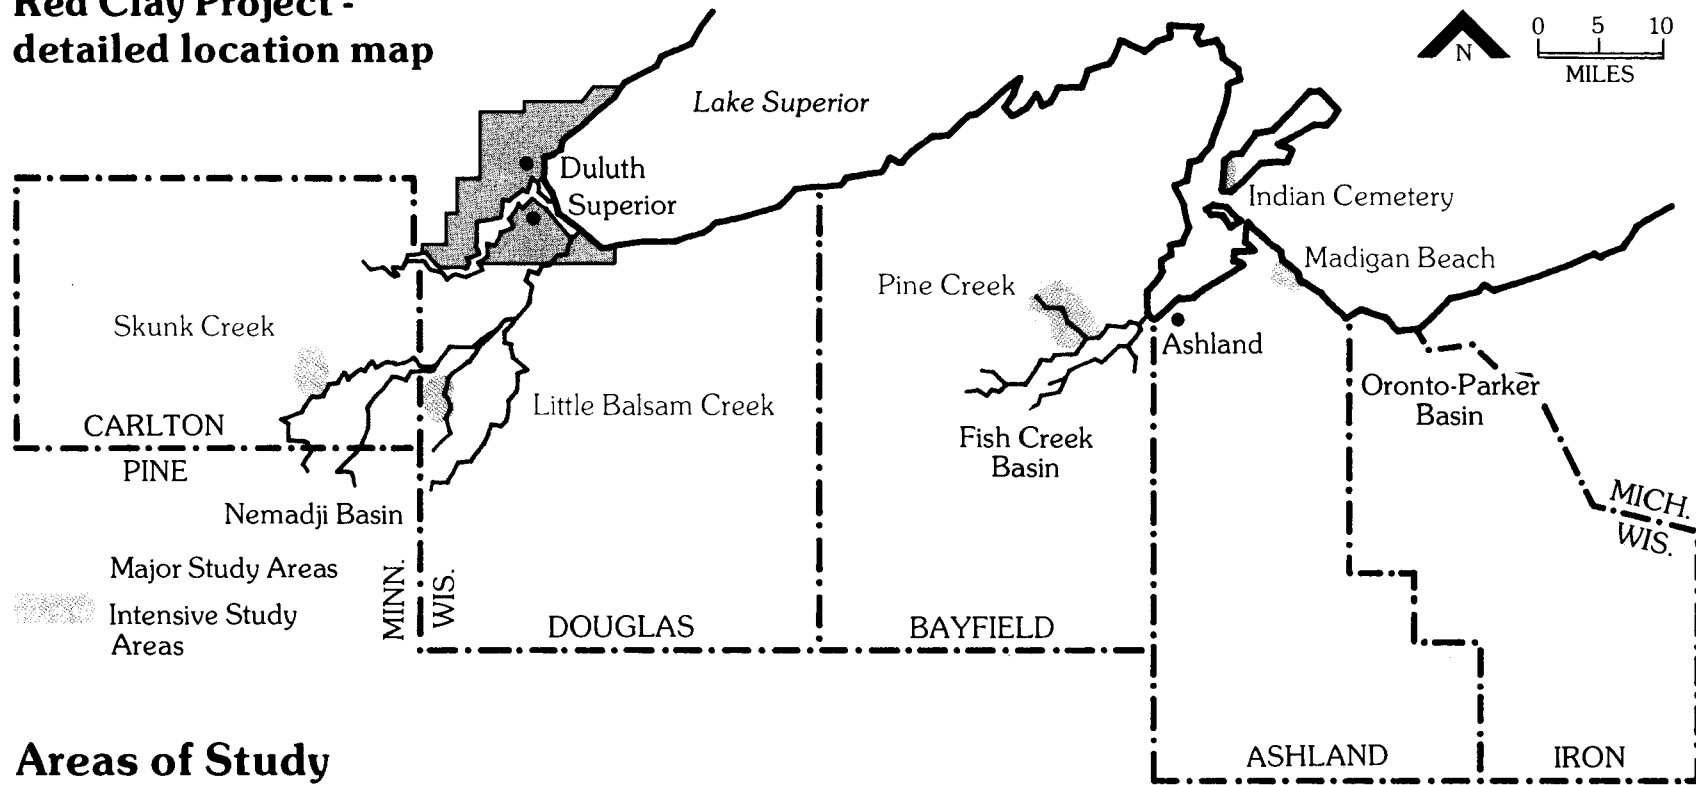 Red Clay Project -
detailed location map
N
0 5 10
MILES
Lake Superior
Duluth
Superior
Indian Cemetery
Madigan Beach
Pine Creek
Skunk Creek
Ashland
Little Balsam Creek
Oronto-Parker
Basin
CARLTON
PINE
Fish Creek
Basin
Nemadji Basin
MICH.
WIS.
Major Study Areas
Intensive Study
Areas
MINN.
WIS.
DOUGLAS
BAYFIELD
ASHLAND
IRON
Areas of Study